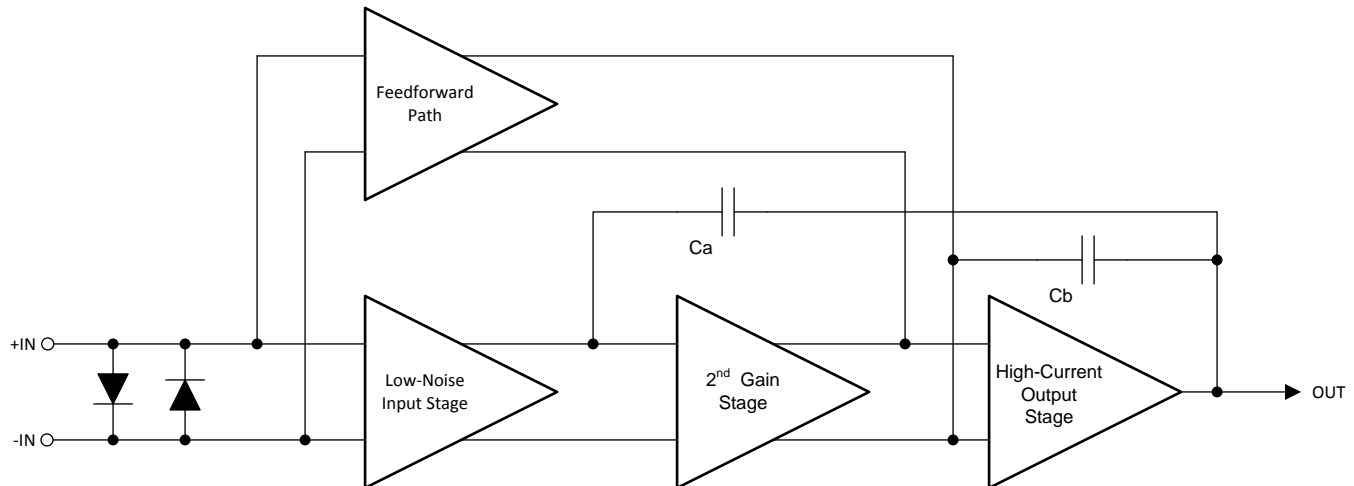 Feedforward
Path
Ca
Cb
+IN
-IN
Low-Noise
Input Stage
2nd Gain
Stage
High-Current
Output
Stage
OUT